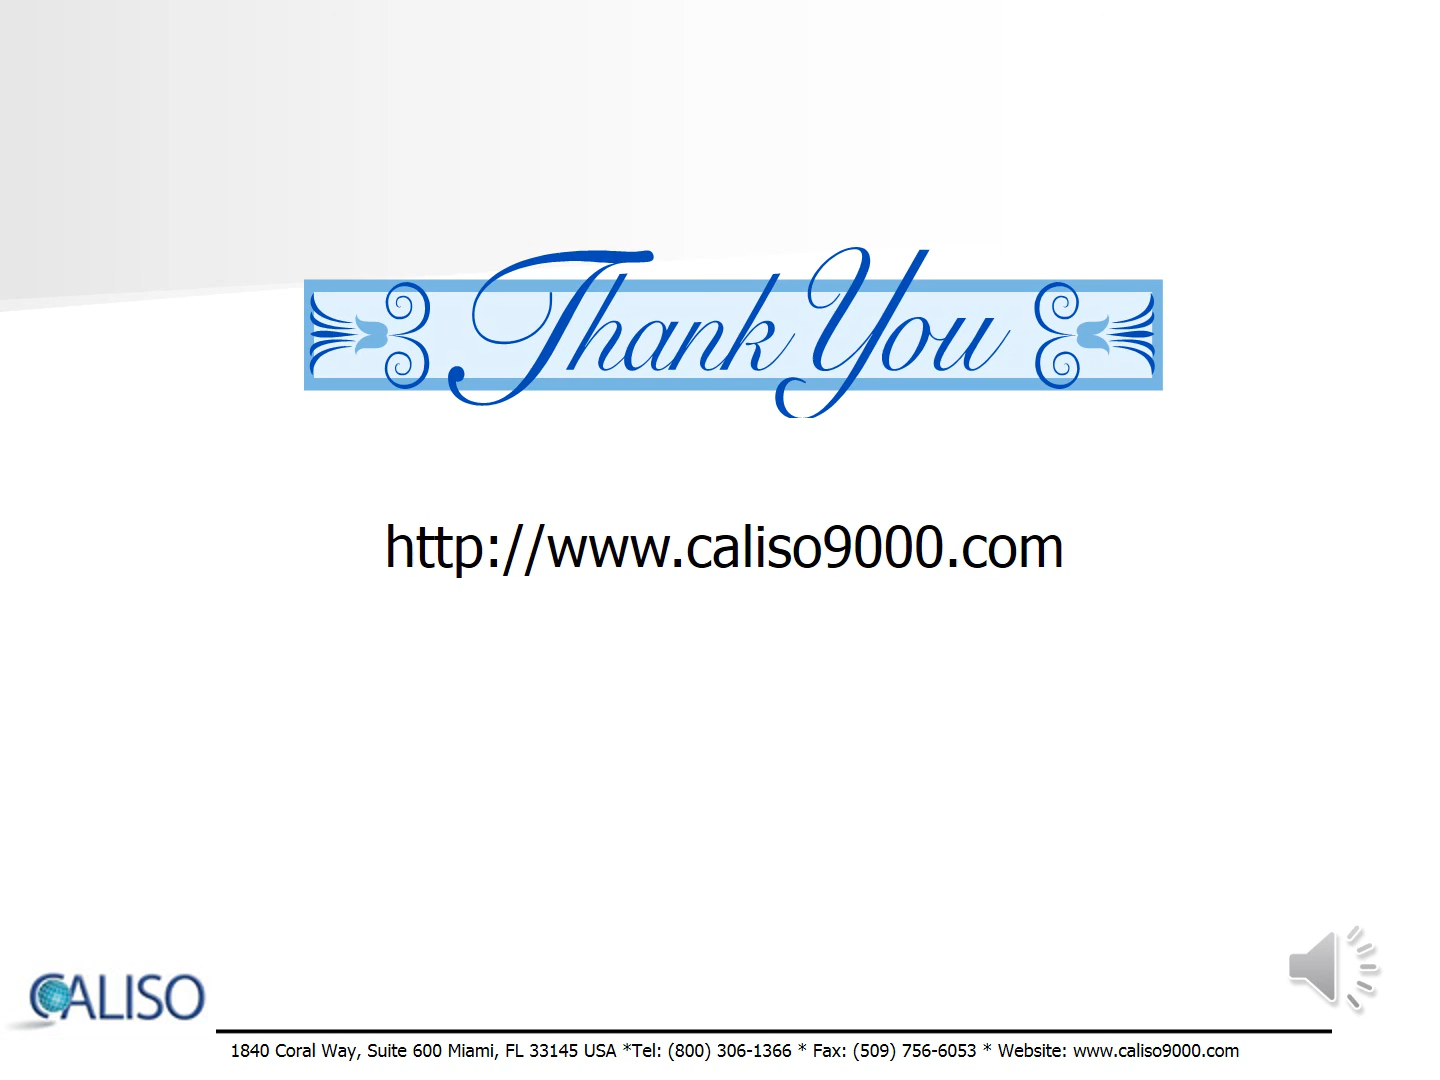 Thank You
http://www.caliso9000.com
CALISO
1840 Coral Way, Suite 600 Miami, FL 33145 USA *Tel: (800) 306-1366 * Fax: (509) 756-6053 * Website: www.caliso9000.com